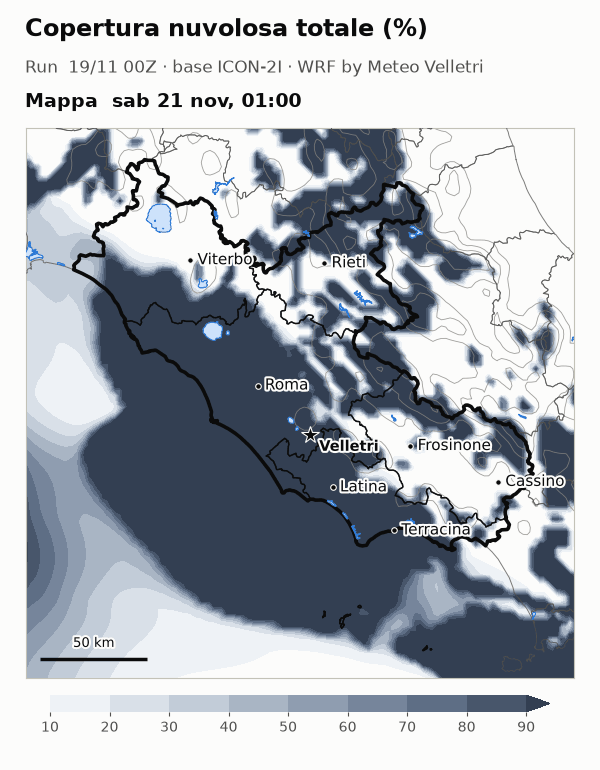 Copertura nuvolosa totale (%)
Run 19/11 00Z · base ICON-2I · WRF by Meteo Velletri
Mappa sab 21 nov, 01:00
Viterbo
Rieti
Roma
Velletri
Frosinone
Cassino
Latina
Terracina
50 km
10 20 30 40 50 60 70 80 90